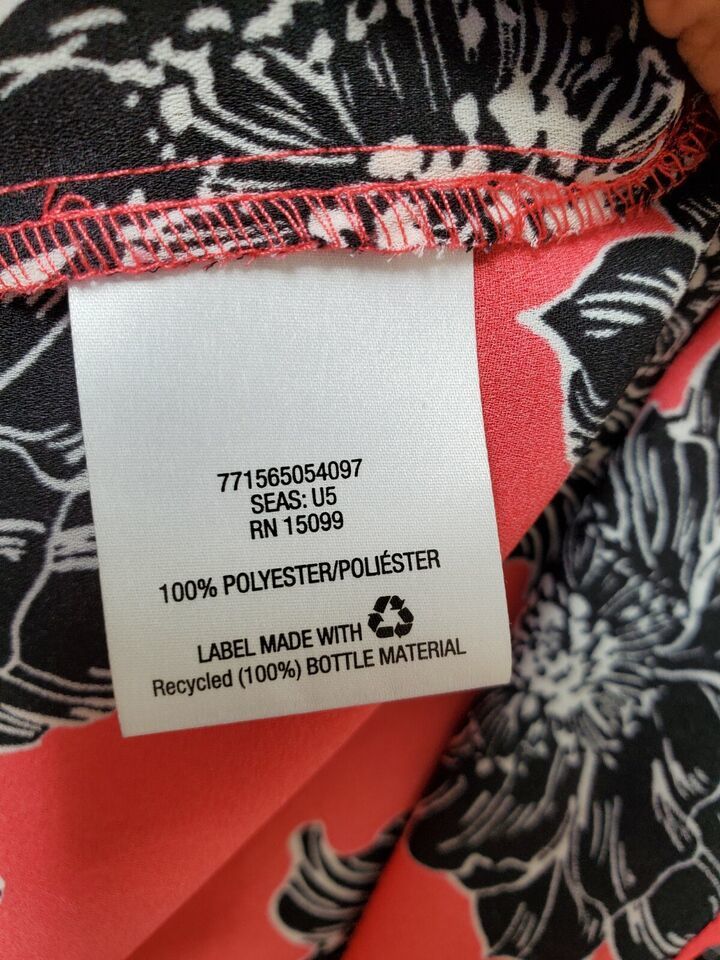 771565054097
SEAS: U5
RN 15099
100% POLYESTER/POLIÉSTER
LABEL MADE WITH
Recycled (100%) BOTTLE MATERIAL